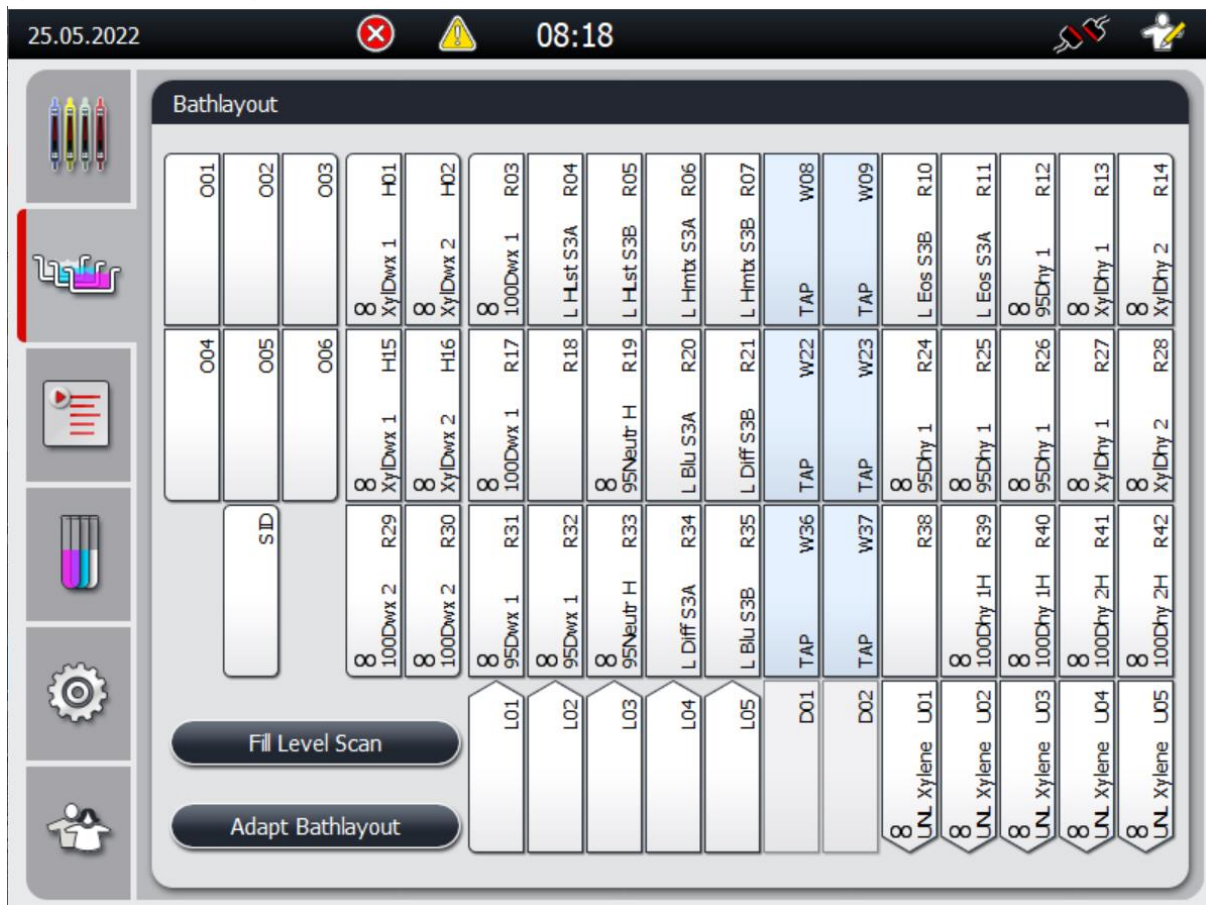 25.05.2022 08:18
Bathlayout
O01
O02
O03
∞ XylDwx 1 H01
∞ XylDwx 2 H02
∞ 100Dwx 1 R03
L HLst S3A R04
L HLst S3B R05
L Hmtx S3A R06
L Hmtx S3B R07
TAP W08
TAP W09
L Eos S3B R10
L Eos S3A R11
∞ 95Dhy 1 R12
∞ XylDhy 1 R13
∞ XylDhy 2 R14
O04
O05
O06
∞ XylDwx 1 H15
∞ XylDwx 2 H16
∞ 100Dwx 1 R17
R18
∞ 95Neutr H R19
L Blu S3A R20
L Diff S3B R21
TAP W22
TAP W23
∞ 95Dhy 1 R24
∞ 95Dhy 1 R25
∞ 95Dhy 1 R26
∞ XylDhy 1 R27
∞ XylDhy 2 R28
SID
∞ 100Dwx 2 R29
∞ 100Dwx 2 R30
∞ 95Dwx 1 R31
∞ 95Dwx 1 R32
∞ 95Neutr H R33
L Diff S3A R34
L Blu S3B R35
TAP W36
TAP W37
R38
∞ 100Dhy 1H R39
∞ 100Dhy 1H R40
∞ 100Dhy 2H R41
∞ 100Dhy 2H R42
L01
L02
L03
L04
L05
D01
D02
∞ UNL Xylene U01
∞ UNL Xylene U02
∞ UNL Xylene U03
∞ UNL Xylene U04
∞ UNL Xylene U05
Fill Level Scan
Adapt Bathlayout